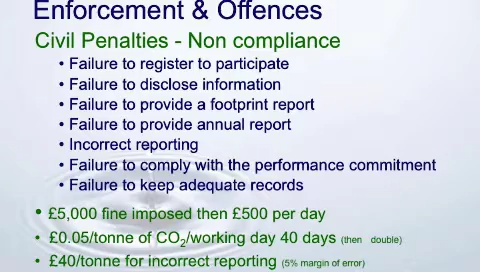 Enforcement & Offences
Civil Penalties - Non compliance
• Failure to register to participate
• Failure to disclose information
• Failure to provide a footprint report
• Failure to provide annual report
• Incorrect reporting
• Failure to comply with the performance commitment
• Failure to keep adequate records
• £5,000 fine imposed then £500 per day
• £0.05/tonne of CO₂/working day 40 days (then double)
• £40/tonne for incorrect reporting (5% margin of error)